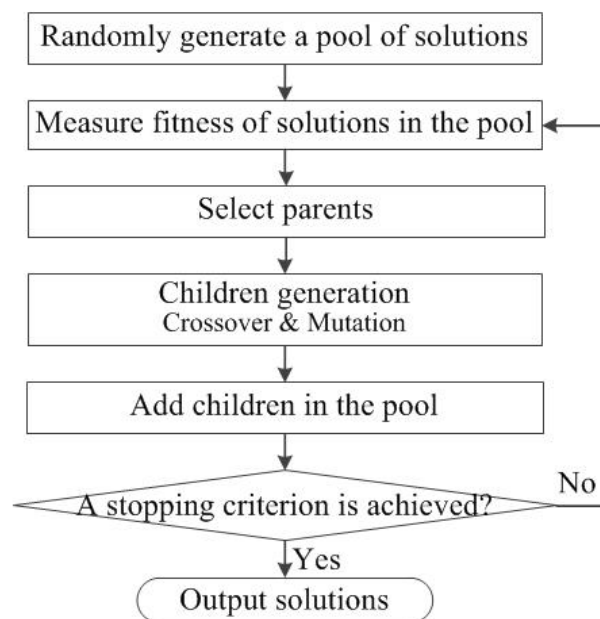 Randomly generate a pool of solutions
Measure fitness of solutions in the pool
Select parents
Children generation
Crossover & Mutation
Add children in the pool
A stopping criterion is achieved?
No
Yes
Output solutions